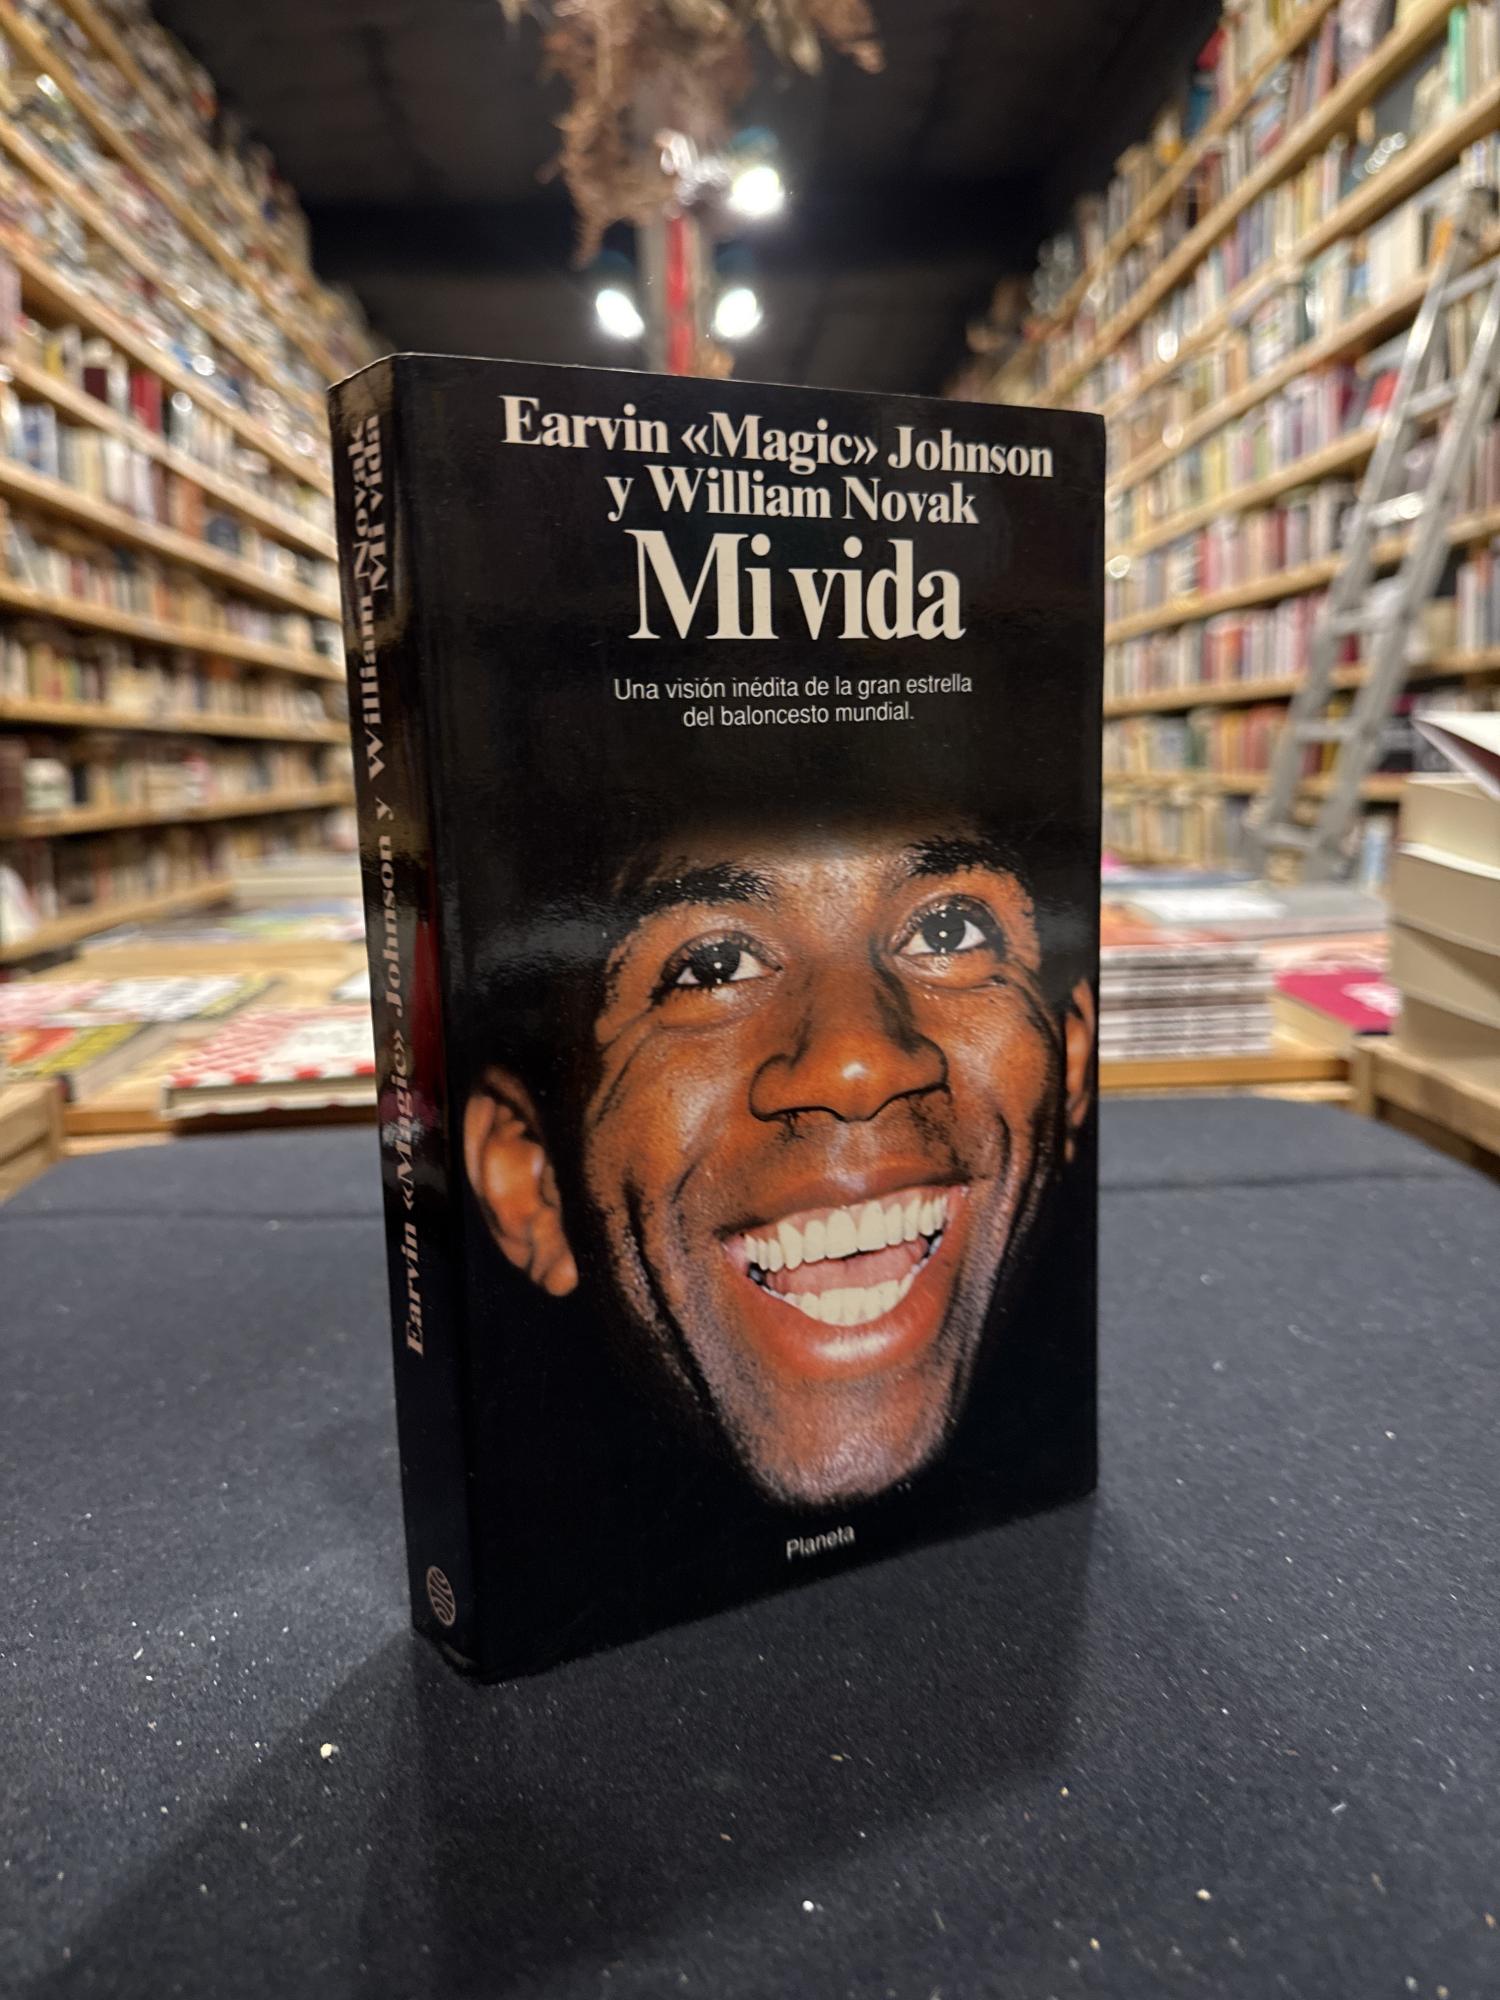 Earvin «Magic» Johnson
y William Novak
Mi vida
Una visión inédita de la gran estrella
del baloncesto mundial.
Planeta
Earvin «Magic» Johnson y William Novak
Mi vida